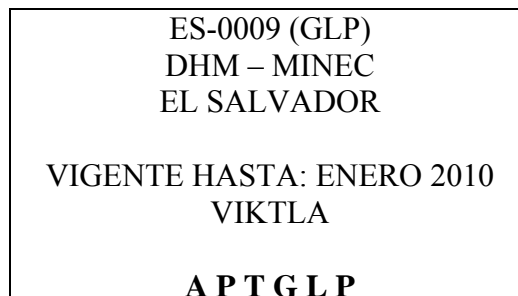 ES-0009 (GLP)
DHM – MINEC
EL SALVADOR
VIGENTE HASTA: ENERO 2010
VIKTLA
A P T G L P